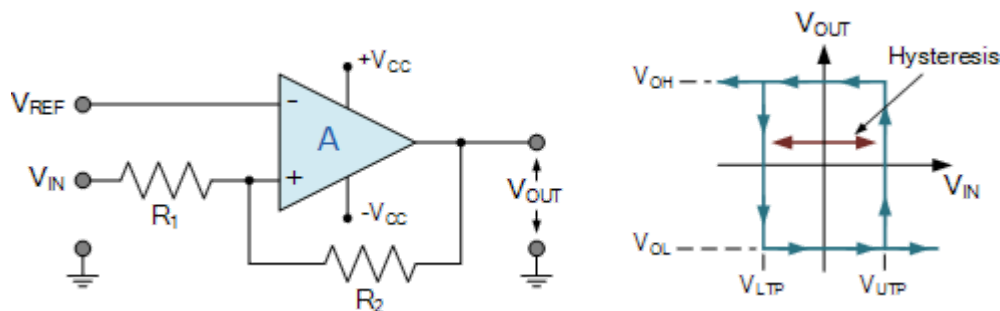 +VCC
VREF
-
A
VIN
+
R1
-VCC
VOUT
R2
VOUT
Hysteresis
VOH
VIN
VOL
VLTP
VUTP